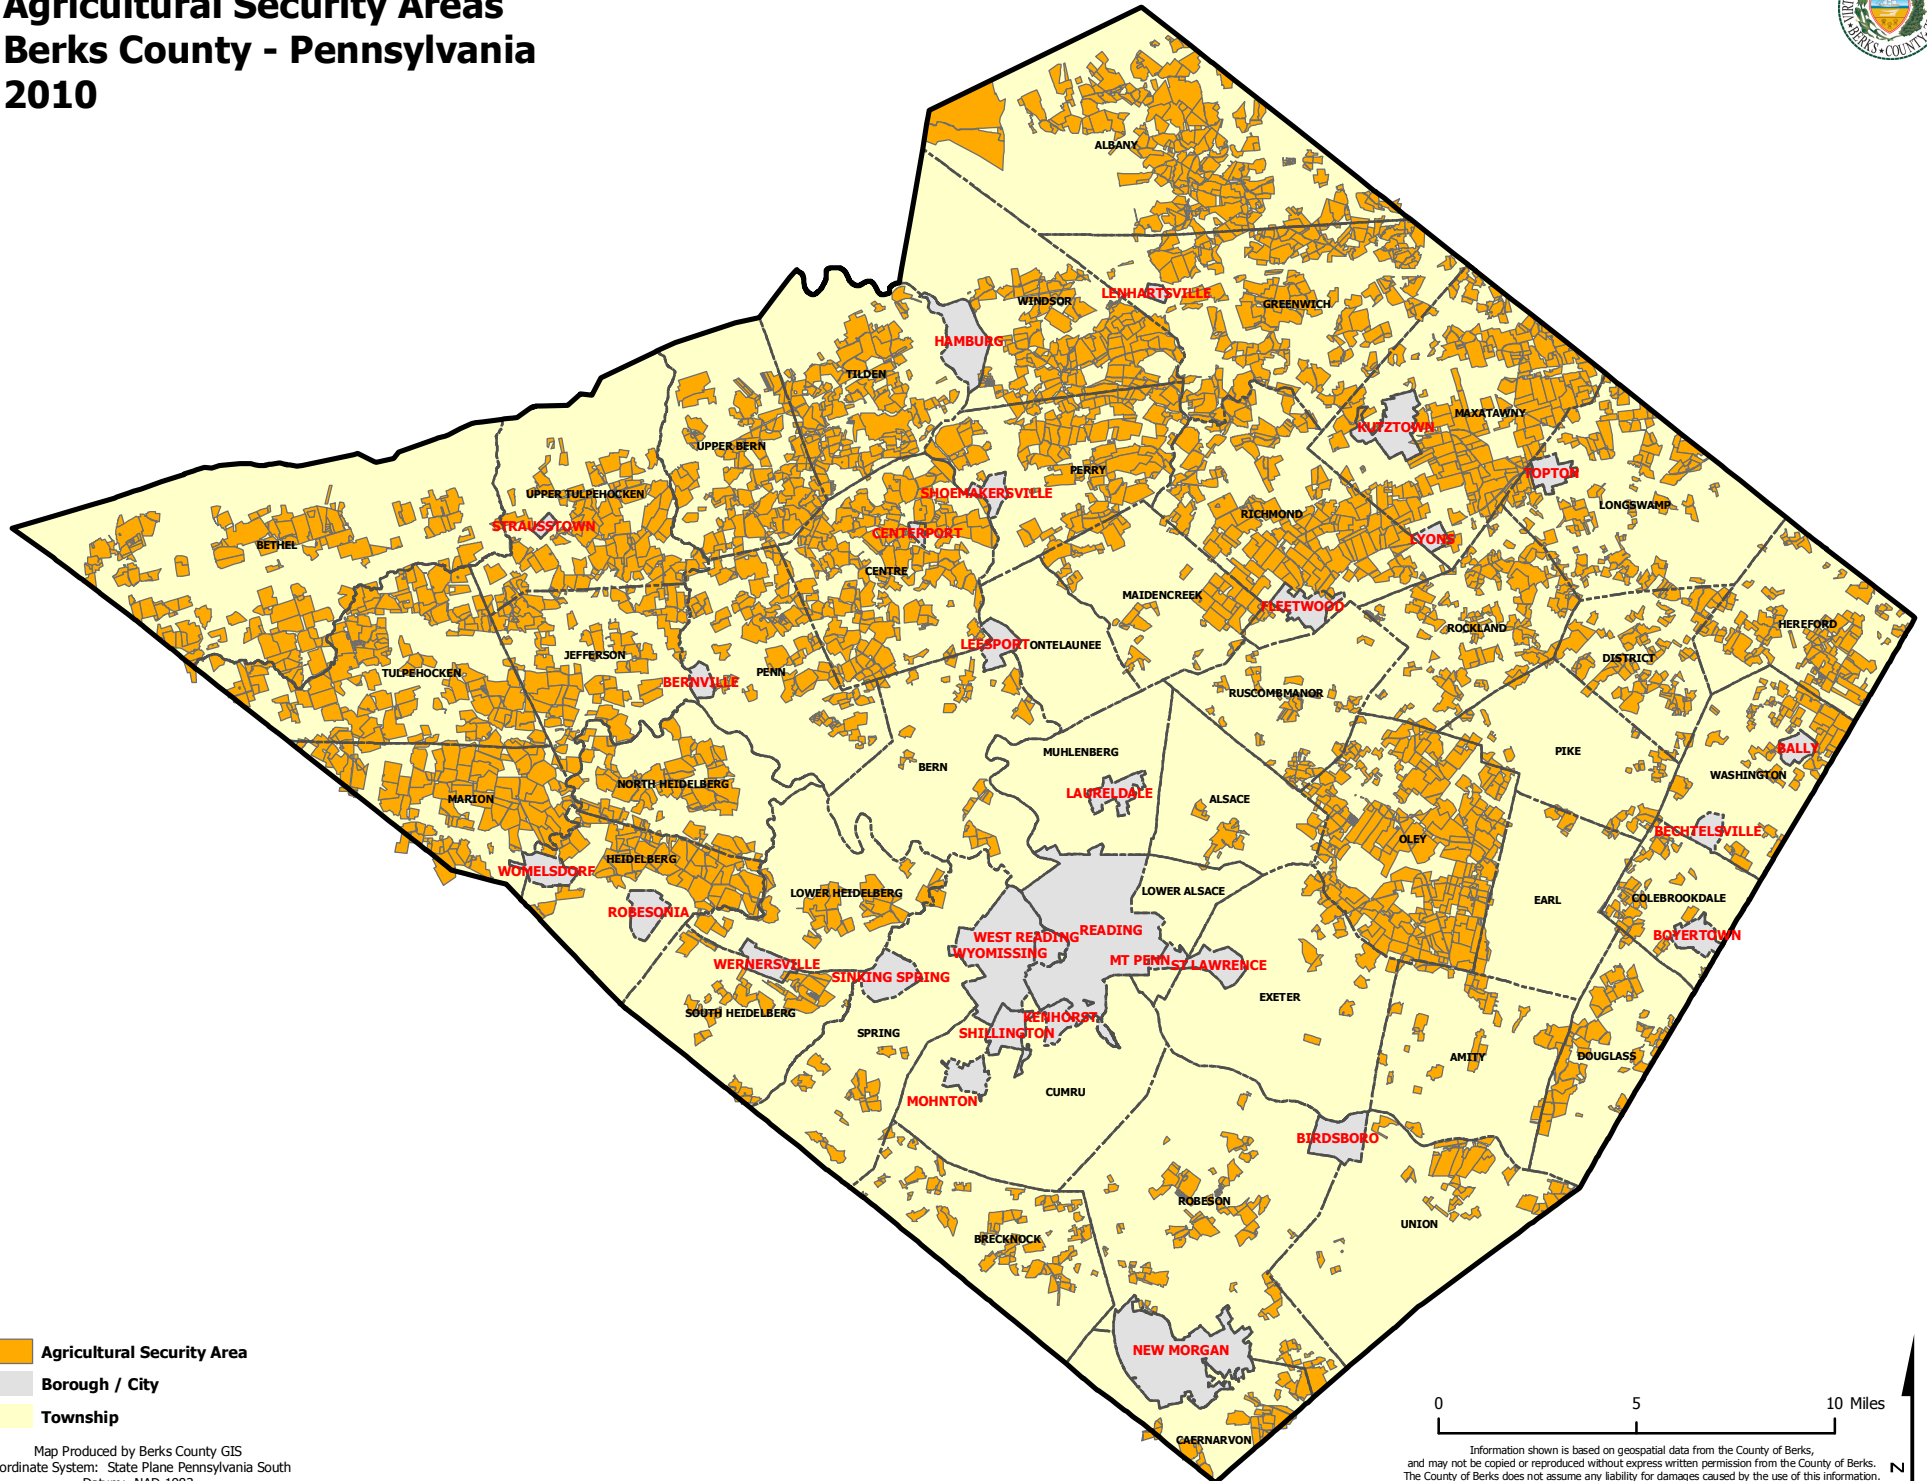 Agricultural Security Areas
Berks County - Pennsylvania
2010
BERKS COUNTY
ALBANY
WINDSOR
LENHARTSVILLE
GREENWICH
HAMBURG
TILDEN
MAXATAWNY
KUTZTOWN
UPPER BERN
PERRY
TOPTON
UPPER TULPEHOCKEN
SHOEMAKERSVILLE
LONGSWAMP
RICHMOND
STRAUSSTOWN
CENTERPORT
LYONS
BETHEL
CENTRE
MAIDENCREEK
FLEETWOOD
HEREFORD
ROCKLAND
LEESPORT
ONTELAUNEE
JEFFERSON
DISTRICT
TULPEHOCKEN
PENN
BERNVILLE
RUSCOMBMANOR
MUHLENBERG
PIKE
BALLY
BERN
WASHINGTON
NORTH HEIDELBERG
LAURELDALE
MARION
ALSACE
BECHTELSVILLE
OLEY
HEIDELBERG
WOMELSDORF
LOWER HEIDELBERG
LOWER ALSACE
EARL
COLEBROOKDALE
ROBESONIA
READING
WEST READING
BOYERTOWN
WYOMISSING
MT PENN
ST LAWRENCE
WERNERSVILLE
SINKING SPRING
EXETER
SOUTH HEIDELBERG
KENHORST
SPRING
SHILLINGTON
AMITY
DOUGLASS
CUMRU
MOHNTON
BIRDSBORO
ROBESON
UNION
BRECKNOCK
NEW MORGAN
CAERNARVON
Agricultural Security Area
Borough / City
Township
Map Produced by Berks County GIS
ordinate System: State Plane Pennsylvania South
0 5 10 Miles
Information shown is based on geospatial data from the County of Berks,
and may not be copied or reproduced without express written permission from the County of Berks.
The County of Berks does not assume any liability for damages caused by the use of this information.
N